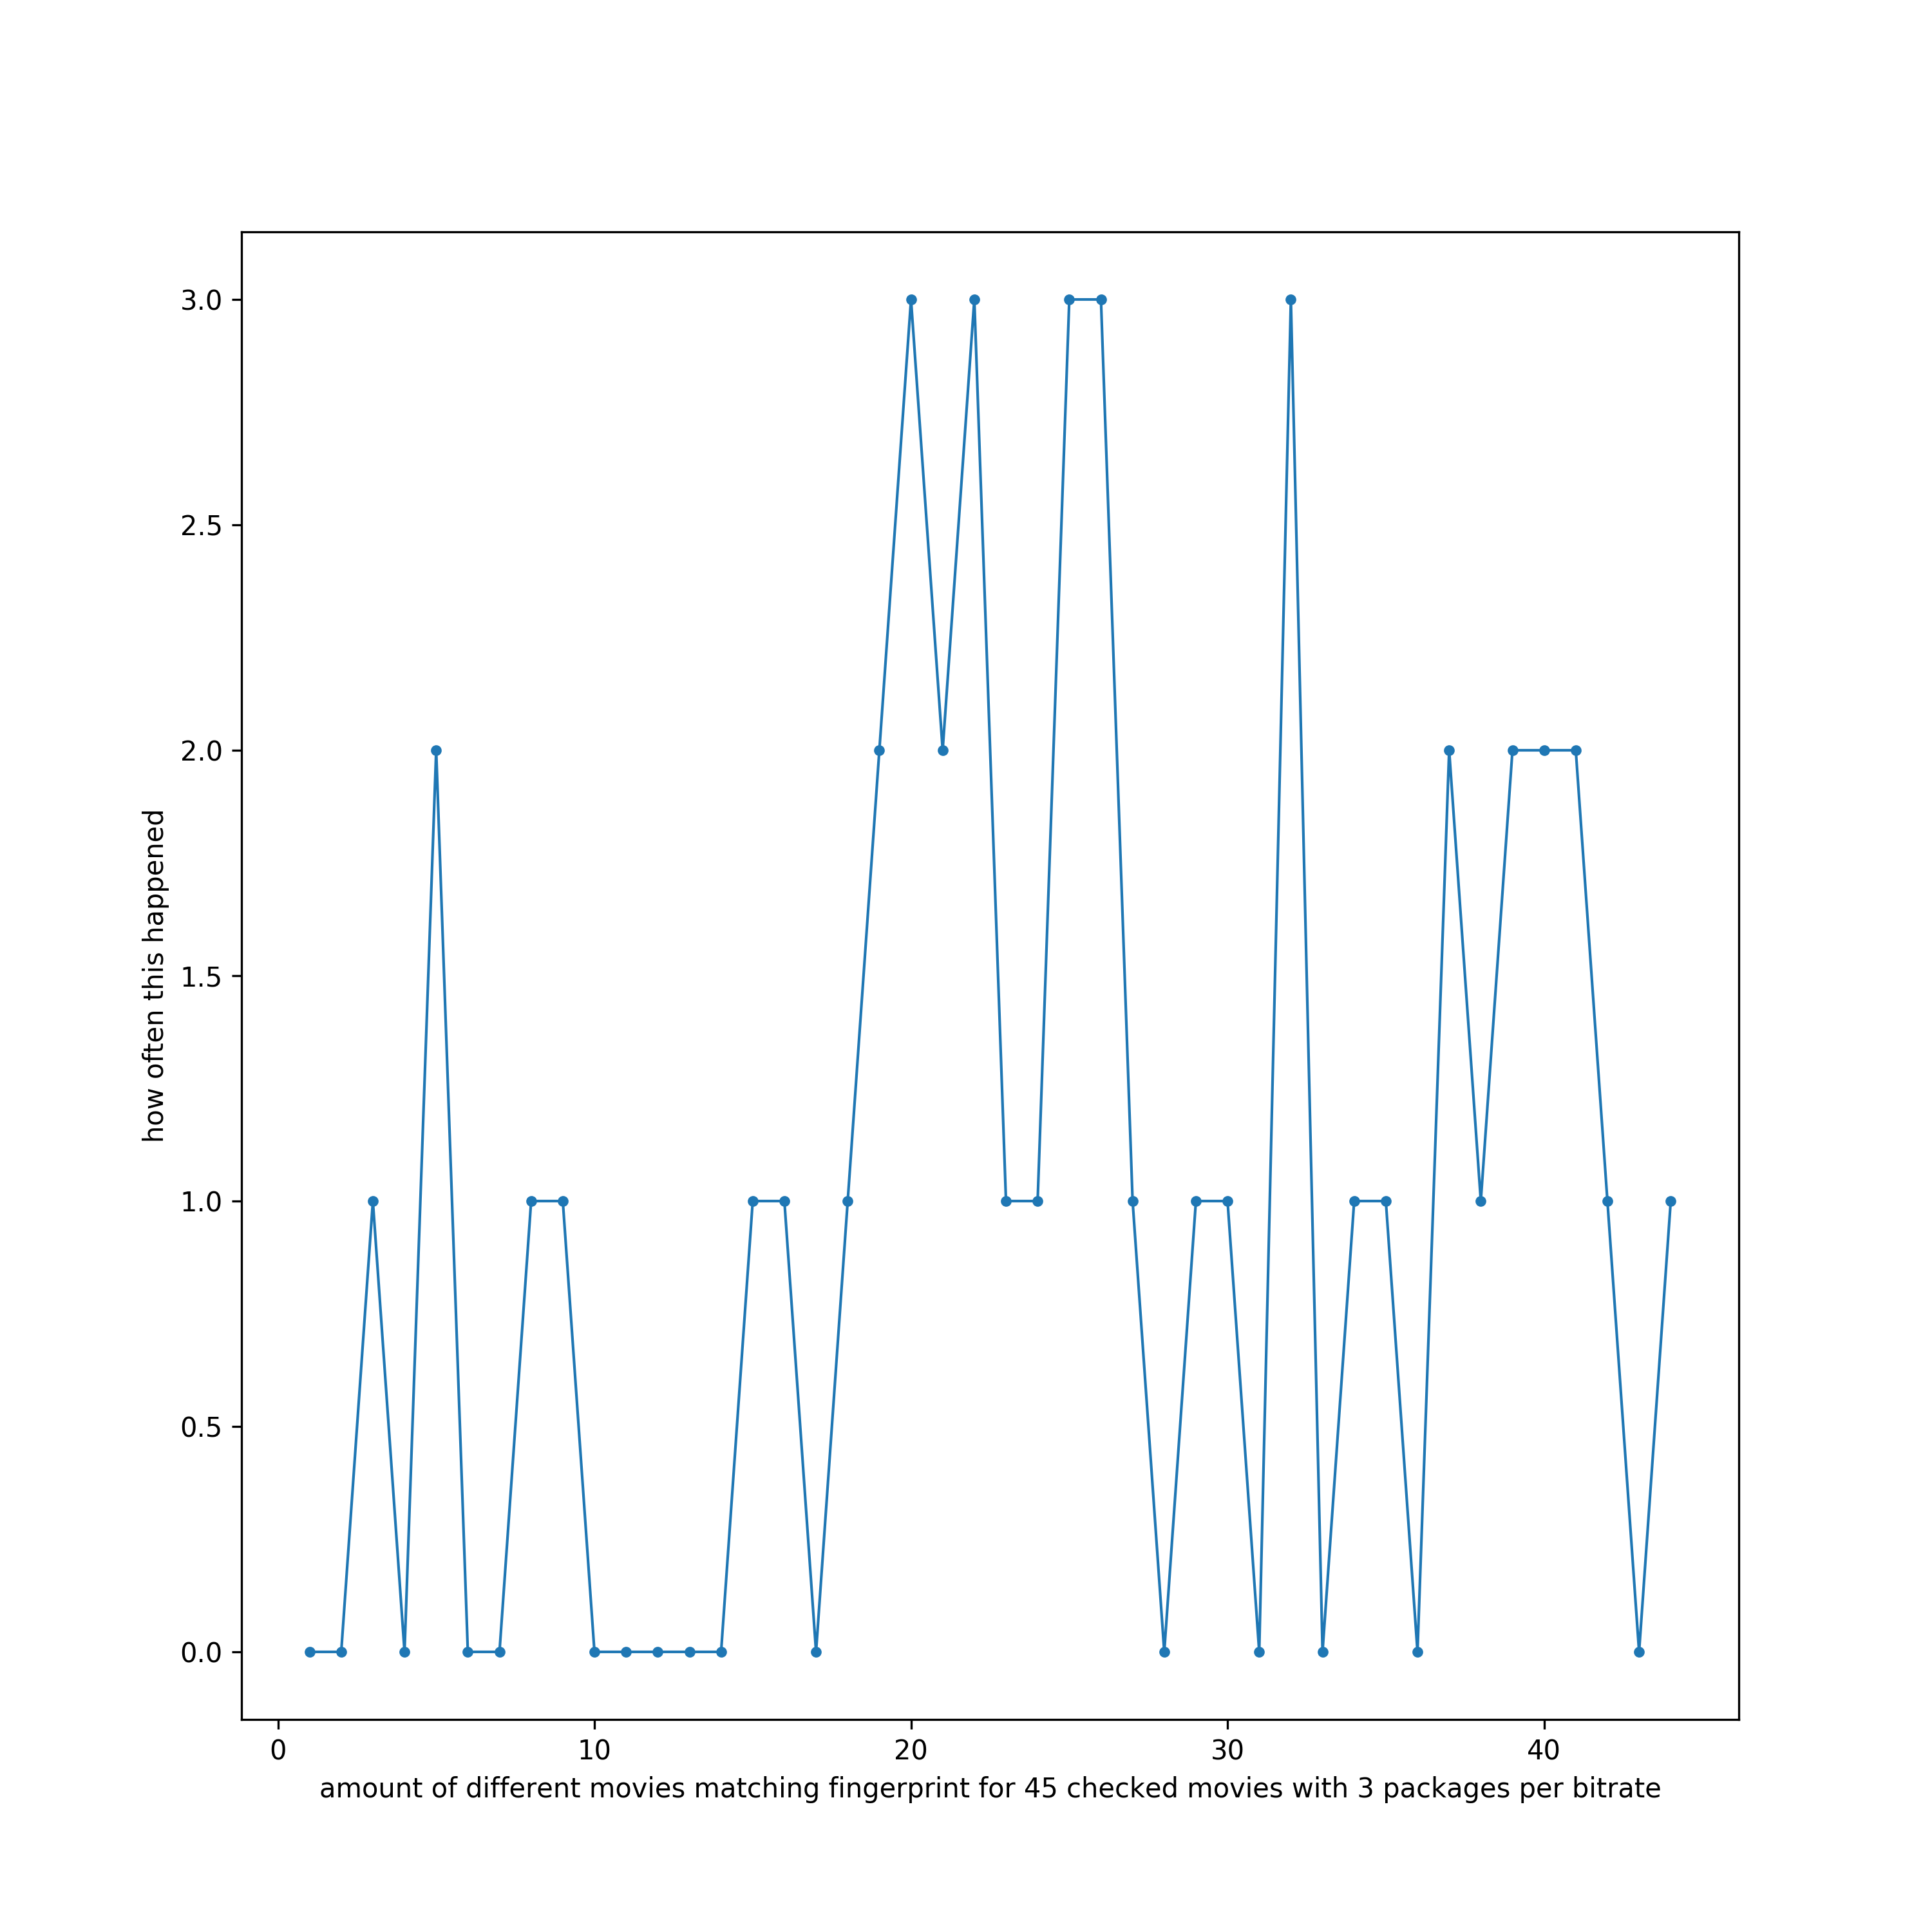 3.0
2.5
2.0
1.5
1.0
0.5
0.0
how often this happened
0 10 20 30 40
amount of different movies matching fingerprint for 45 checked movies with 3 packages per bitrate